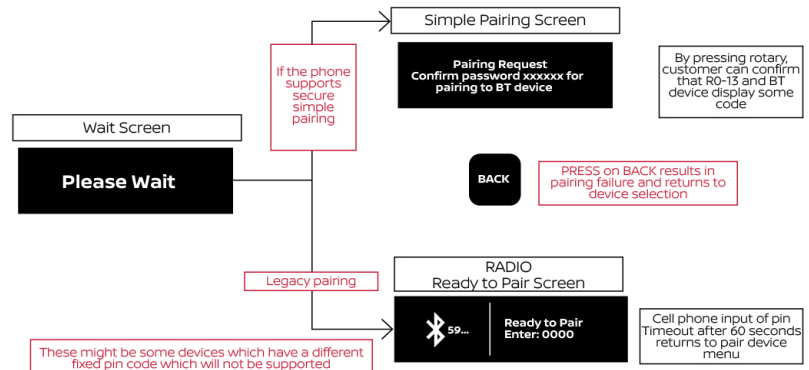 Simple Pairing Screen
If the phone
supports
secure
simple
pairing
Pairing Request
Confirm password xxxxxx for
pairing to BT device
By pressing rotary,
customer can confirm
that R0-13 and BT
device display some
code
Wait Screen
Please Wait
BACK
PRESS on BACK results in
pairing failure and returns to
device selection
Legacy pairing
RADIO
Ready to Pair Screen
59...
Ready to Pair
Enter: 0000
Cell phone input of pin
Timeout after 60 seconds
returns to pair device
menu
These might be some devices which have a different
fixed pin code which will not be supported